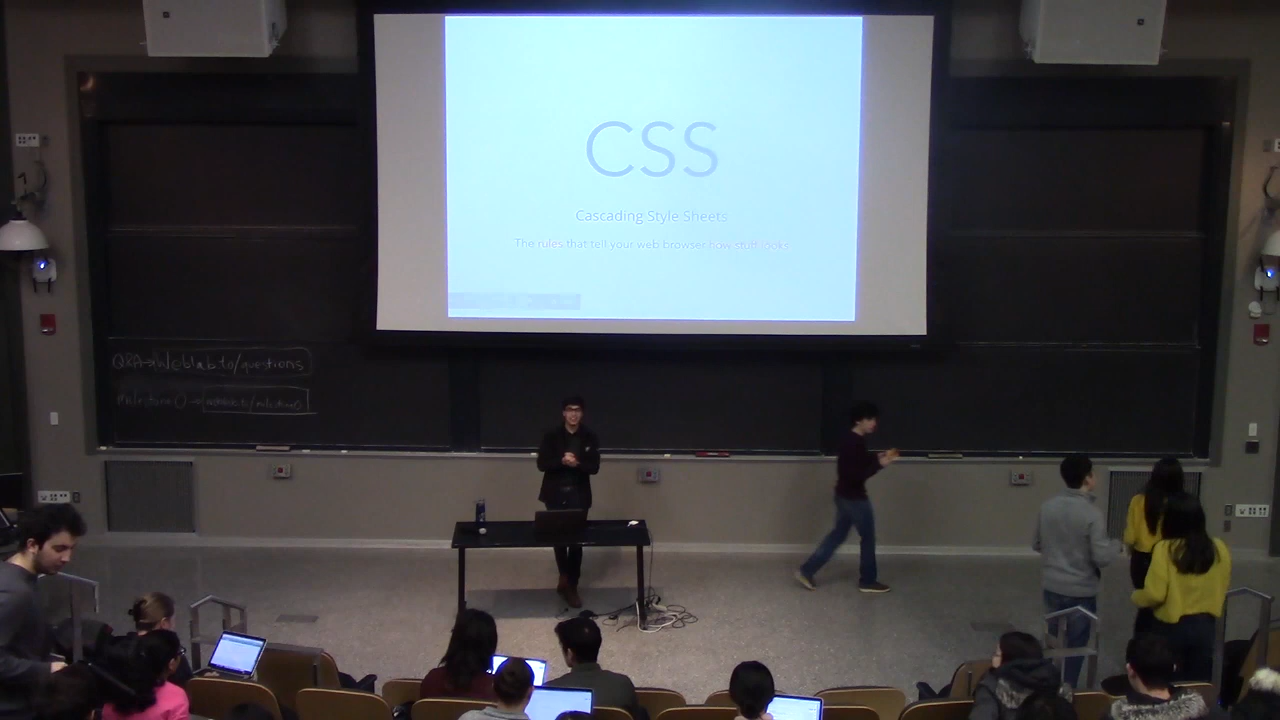 CSS
Cascading Style Sheets
The rules that tell your web browser how stuff looks
Q&A→weblab.to/questions